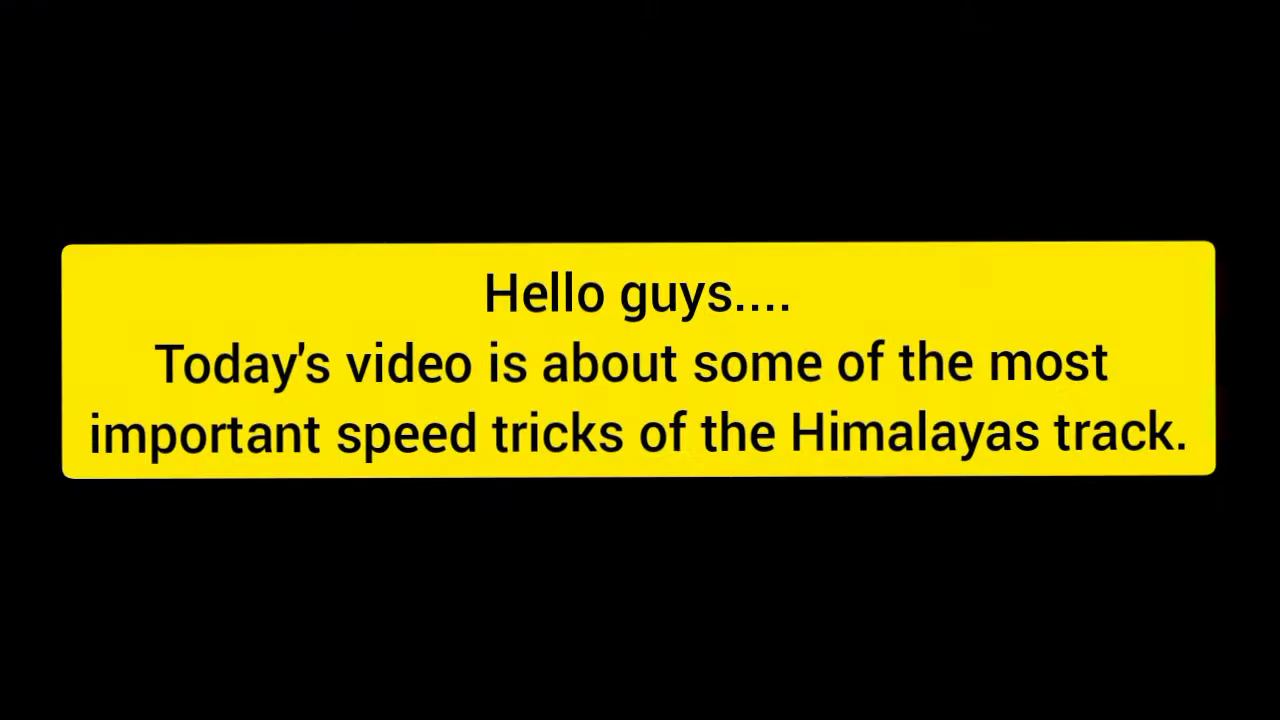 Hello guys....
Today's video is about some of the most
important speed tricks of the Himalayas track.